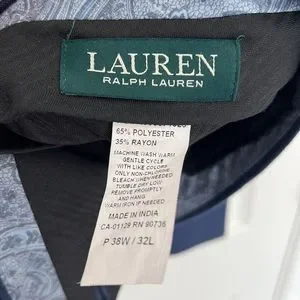 LAUREN
RALPH LAUREN
65% POLYESTER
35% RAYON
MACHINE WASH WARM
GENTLE CYCLE
WITH LIKE COLORS
ONLY NON-CHLORINE
BLEACH WHEN NEEDED
TUMBLE DRY LOW
REMOVE PROMPTLY
AND HANG
WARM IRON IF NEEDED
MADE IN INDIA
CA-01129 RN 90736
P 38W / 32L